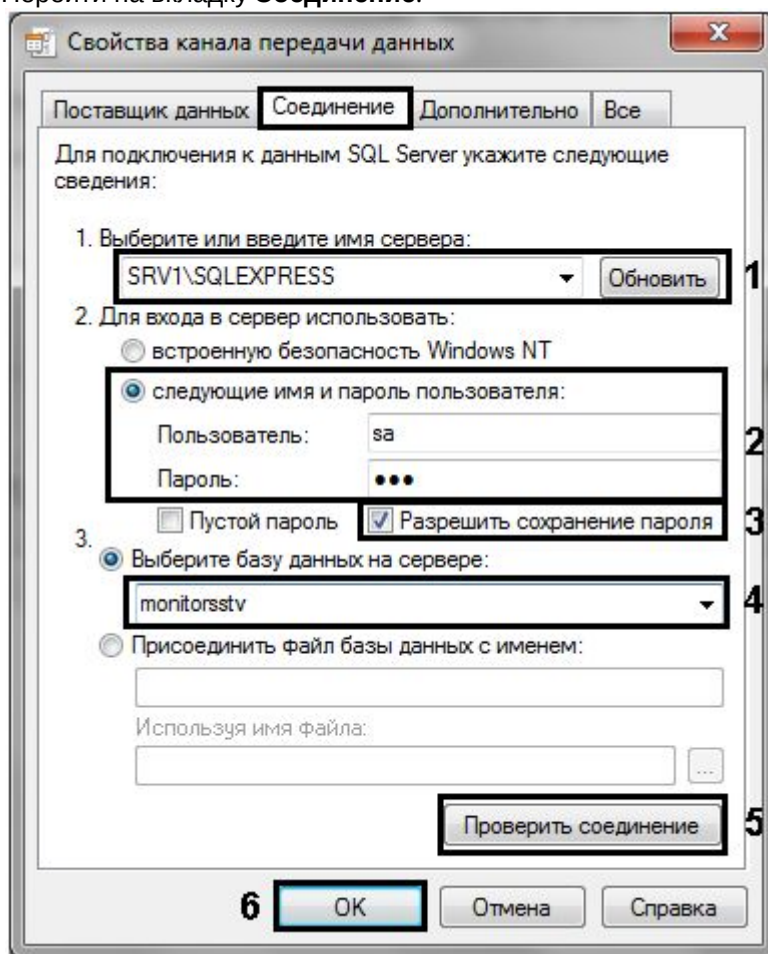 Перейти на вкладку Соединение.
Свойства канала передачи данных
Поставщик данных Соединение Дополнительно Все
Для подключения к данным SQL Server укажите следующие
сведения:
1. Выберите или введите имя сервера:
SRV1\SQLEXPRESS Обновить 1
2. Для входа в сервер использовать:
встроенную безопасность Windows NT
следующие имя и пароль пользователя:
Пользователь: sa
2
Пароль: •••
Пустой пароль Разрешить сохранение пароля 3
3.
Выберите базу данных на сервере:
monitorsstv 4
Присоединить файл базы данных с именем:
Используя имя файла:
...
Проверить соединение 5
6 OK Отмена Справка